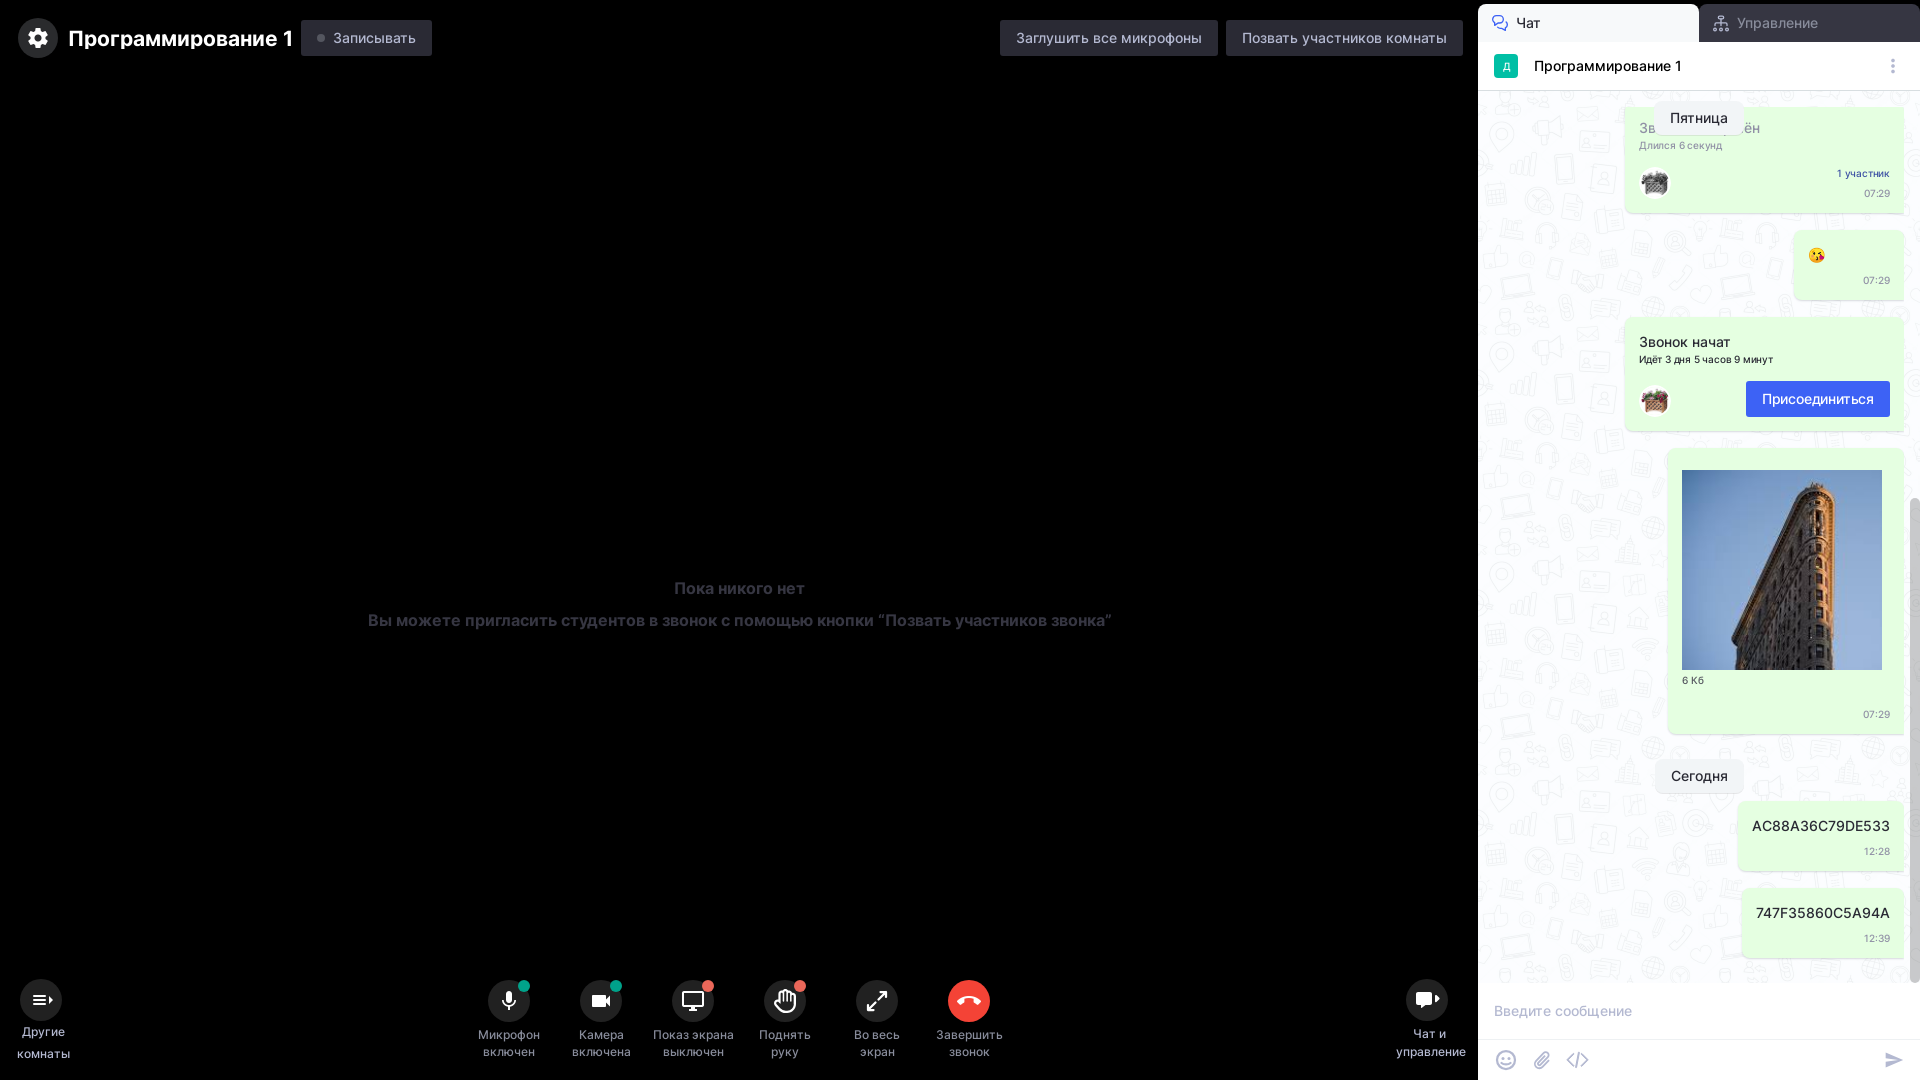 Программирование 1
Записывать
Заглушить все микрофоны
Позвать участников комнаты
Пока никого нет
Вы можете пригласить студентов в звонок с помощью кнопки “Позвать участников звонка”
Другие
комнаты
Микрофон
включен
Камера
включена
Показ экрана
выключен
Поднять
руку
Во весь
экран
Завершить
звонок
Чат и
управление
Чат
Управление
Д
Программирование 1
Пятница
Длился 6 секунд
1 участник
07:29
07:29
Звонок начат
Идёт 3 дня 5 часов 9 минут
Присоединиться
6 Кб
07:29
Сегодня
AC88A36C79DE533
12:28
747F35860C5A94A
12:39
Введите сообщение